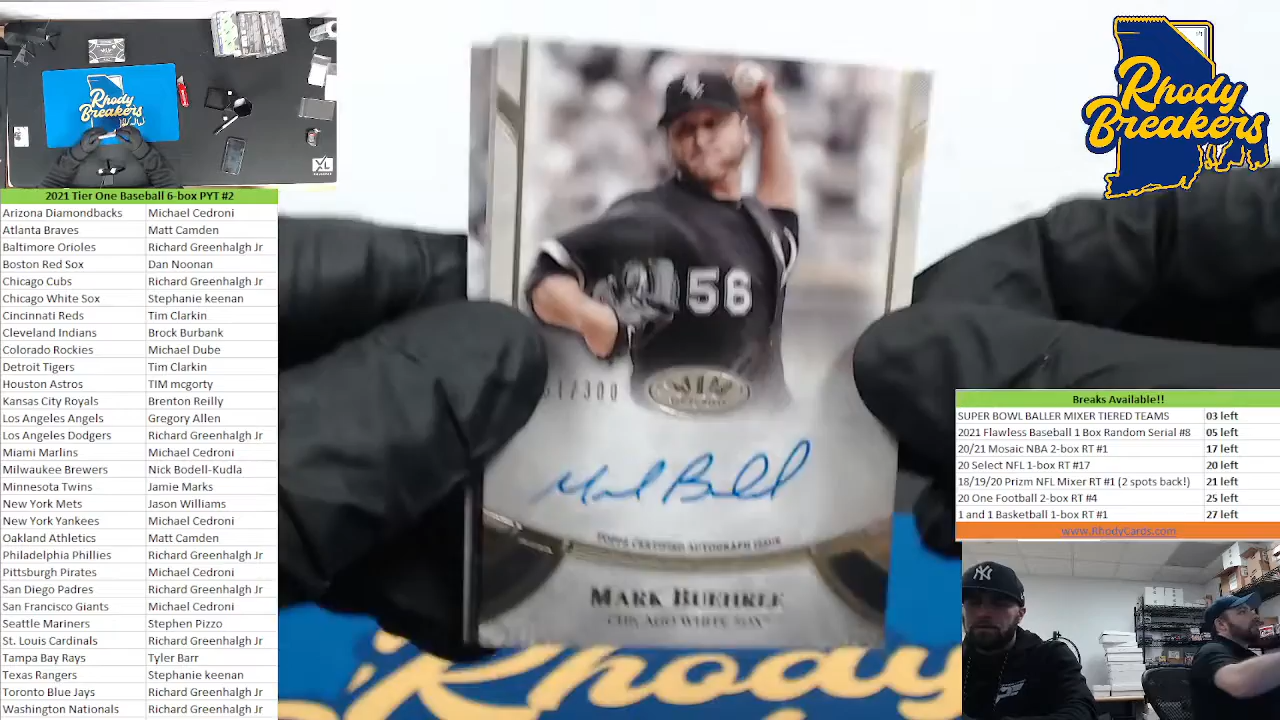 2021 Tier One Baseball 6-box PYT #2
Arizona Diamondbacks Michael Cedroni
Atlanta Braves Matt Camden
Baltimore Orioles Richard Greenhalgh Jr
Boston Red Sox Dan Noonan
Chicago Cubs Richard Greenhalgh Jr
Chicago White Sox Stephanie keenan
Cincinnati Reds Tim Clarkin
Cleveland Indians Brock Burbank
Colorado Rockies Michael Dube
Detroit Tigers Tim Clarkin
Houston Astros TIM mcgorty
Kansas City Royals Brenton Reilly
Los Angeles Angels Gregory Allen
Los Angeles Dodgers Richard Greenhalgh Jr
Miami Marlins Michael Cedroni
Milwaukee Brewers Nick Bodell-Kudla
Minnesota Twins Jamie Marks
New York Mets Jason Williams
New York Yankees Michael Cedroni
Oakland Athletics Matt Camden
Philadelphia Phillies Richard Greenhalgh Jr
Pittsburgh Pirates Michael Cedroni
San Diego Padres Richard Greenhalgh Jr
San Francisco Giants Michael Cedroni
Seattle Mariners Stephen Pizzo
St. Louis Cardinals Richard Greenhalgh Jr
Tampa Bay Rays Tyler Barr
Texas Rangers Stephanie keenan
Toronto Blue Jays Richard Greenhalgh Jr
Washington Nationals Richard Greenhalgh Jr
Rhody
Breakers
56
/300
TOPPS CERTIFIED AUTOGRAPH ISSUE
MARK BUEHRLE
CHICAGO WHITE SOX
Rhody
Rhody
Breakers
Breaks Available!!
SUPER BOWL BALLER MIXER TIERED TEAMS 03 left
2021 Flawless Baseball 1 Box Random Serial #8 05 left
20/21 Mosaic NBA 2-box RT #1 17 left
20 Select NFL 1-box RT #17 20 left
18/19/20 Prizm NFL Mixer RT #1 (2 spots back!) 21 left
20 One Football 2-box RT #4 25 left
1 and 1 Basketball 1-box RT #1 27 left
www.RhodyCards.com